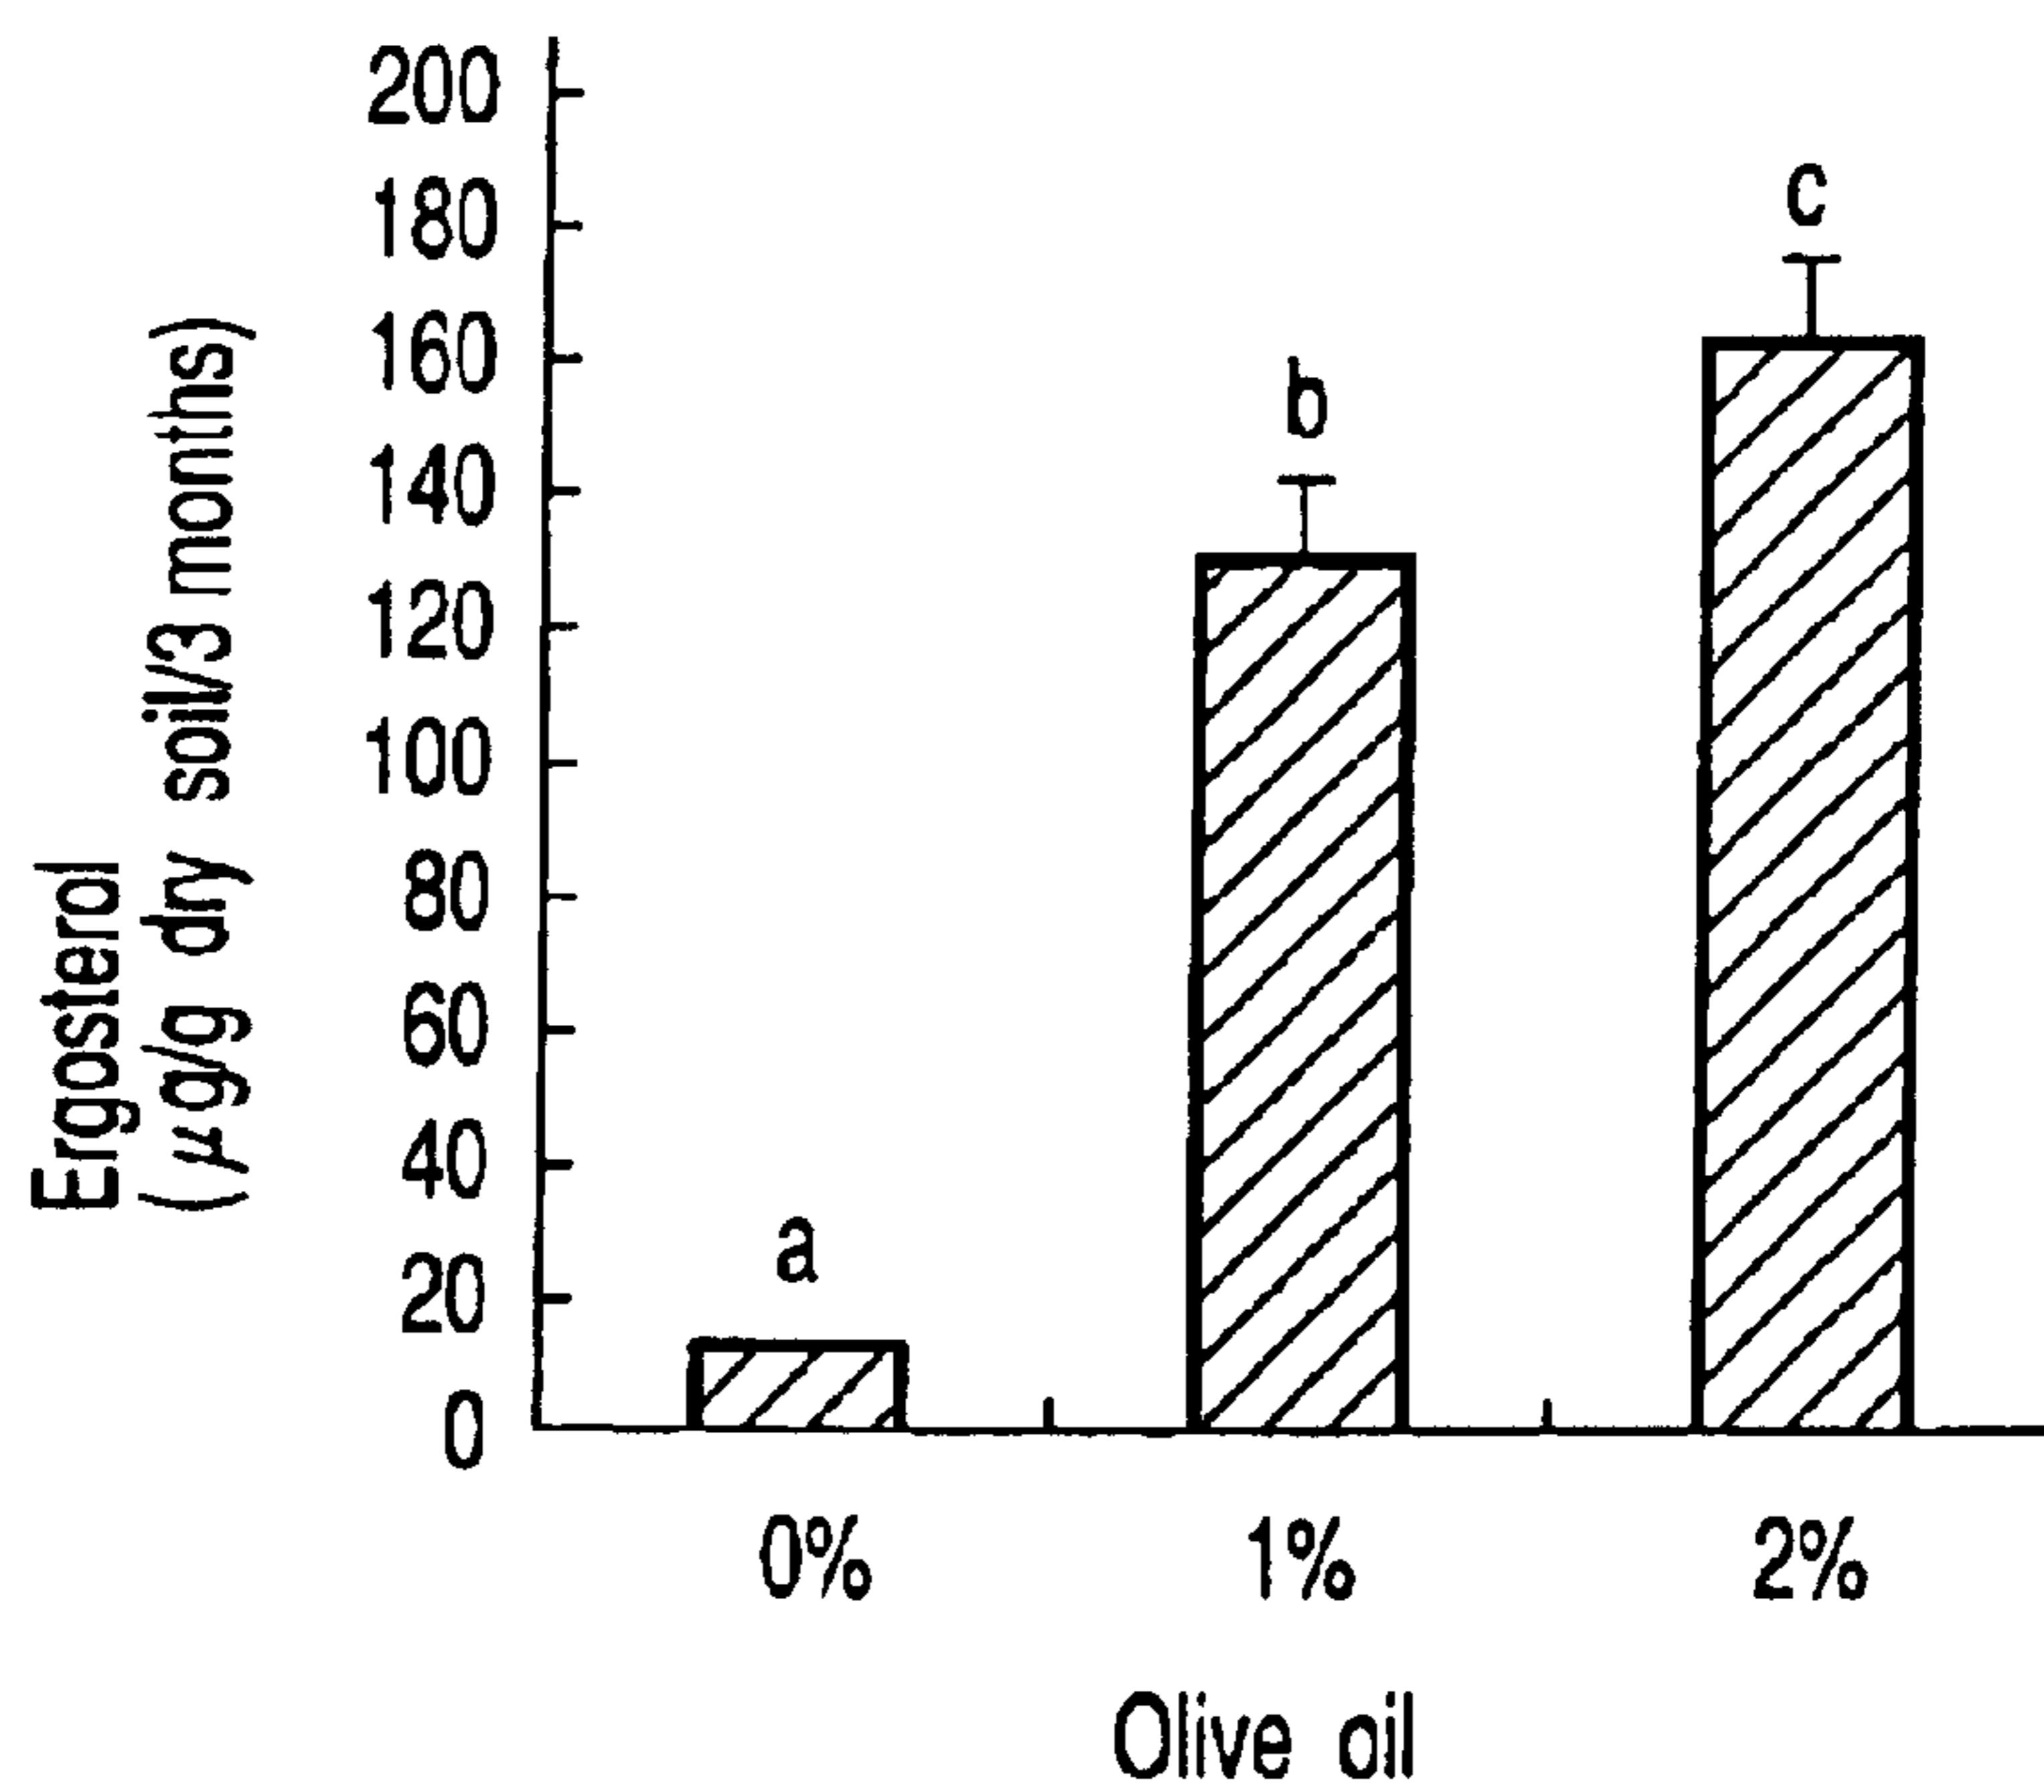 Ergosterol
(μg/g dry soil/3 months)
200
180
160
140
120
100
80
60
40
20
0
a
b
c
0% 1% 2%
Olive oil